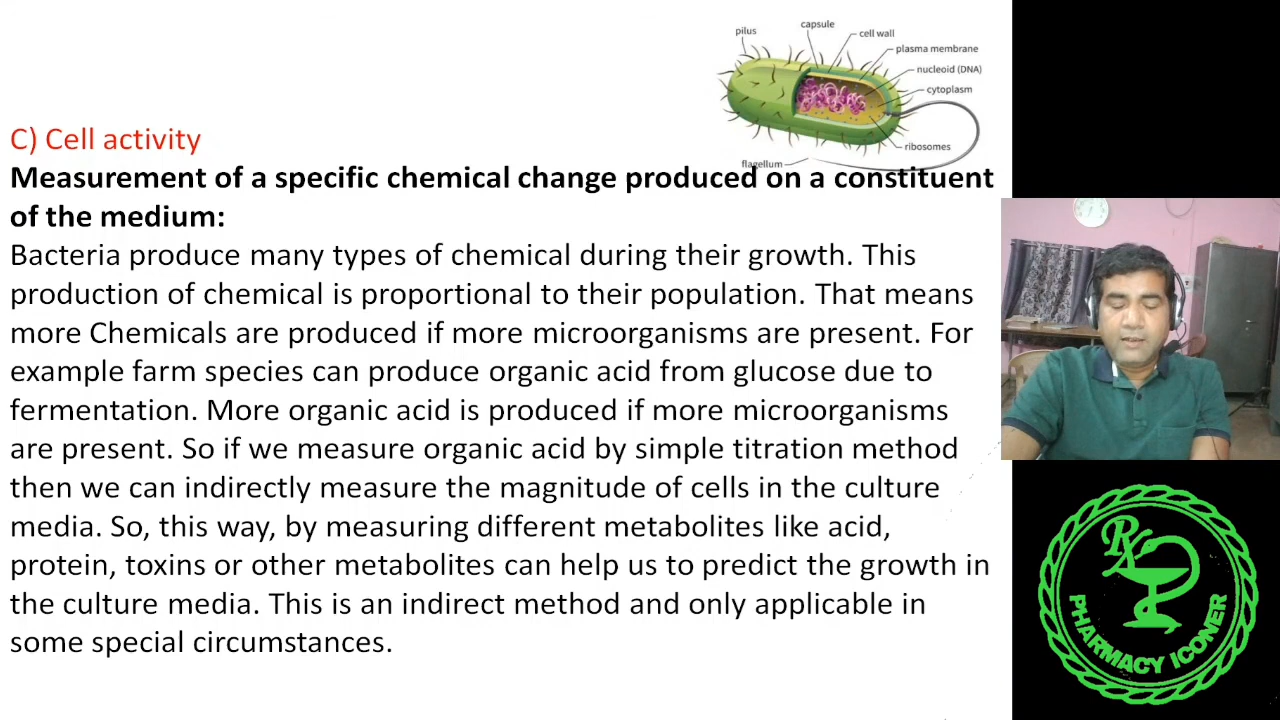 pilus
capsule
cell wall
plasma membrane
nucleoid (DNA)
cytoplasm
ribosomes
flagellum
C) Cell activity
Measurement of a specific chemical change produced on a constituent
of the medium:
Bacteria produce many types of chemical during their growth. This
production of chemical is proportional to their population. That means
more Chemicals are produced if more microorganisms are present. For
example farm species can produce organic acid from glucose due to
fermentation. More organic acid is produced if more microorganisms
are present. So if we measure organic acid by simple titration method
then we can indirectly measure the magnitude of cells in the culture
media. So, this way, by measuring different metabolites like acid,
protein, toxins or other metabolites can help us to predict the growth in
the culture media. This is an indirect method and only applicable in
some special circumstances.
Rx
PHARMACY ICONER